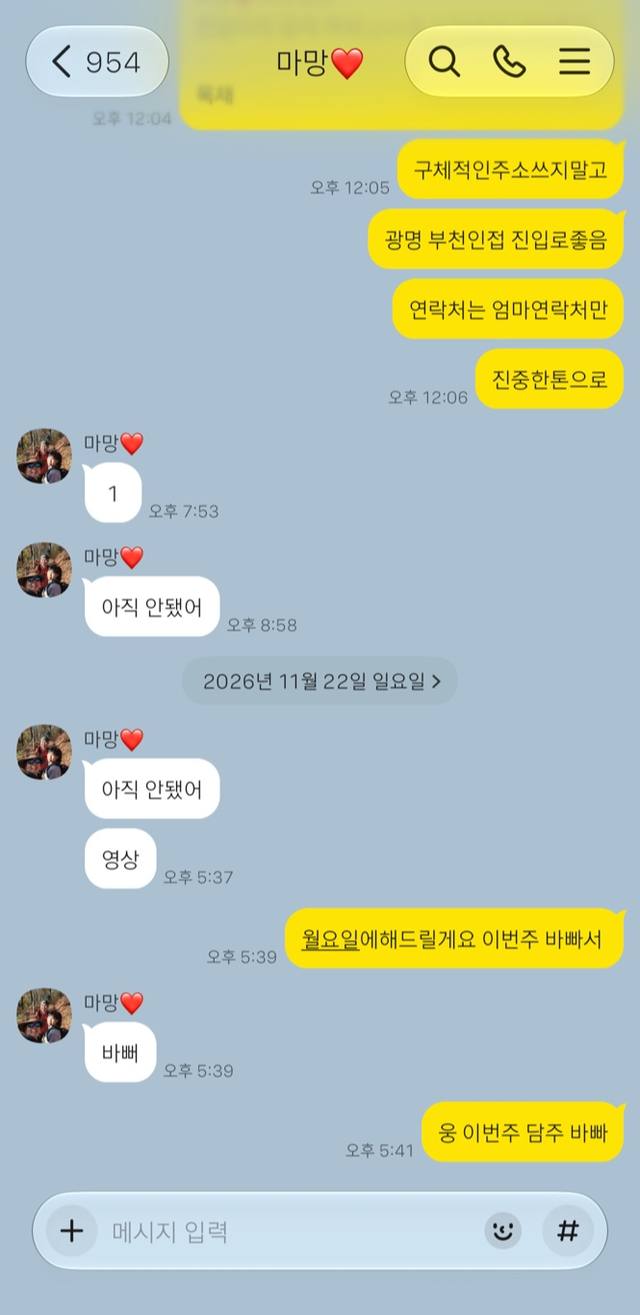 954
마망❤️
오후 12:04
구체적인주소쓰지말고
오후 12:05
광명 부천인접 진입로좋음
연락처는 엄마연락처만
진중한톤으로
오후 12:06
마망❤️
1
오후 7:53
마망❤️
아직 안됐어
오후 8:58
2026년 11월 22일 일요일 >
마망❤️
아직 안됐어
영상
오후 5:37
월요일에해드릴게요 이번주 바빠서
오후 5:39
마망❤️
바뻐
오후 5:39
웅 이번주 담주 바빠
오후 5:41
메시지 입력
#